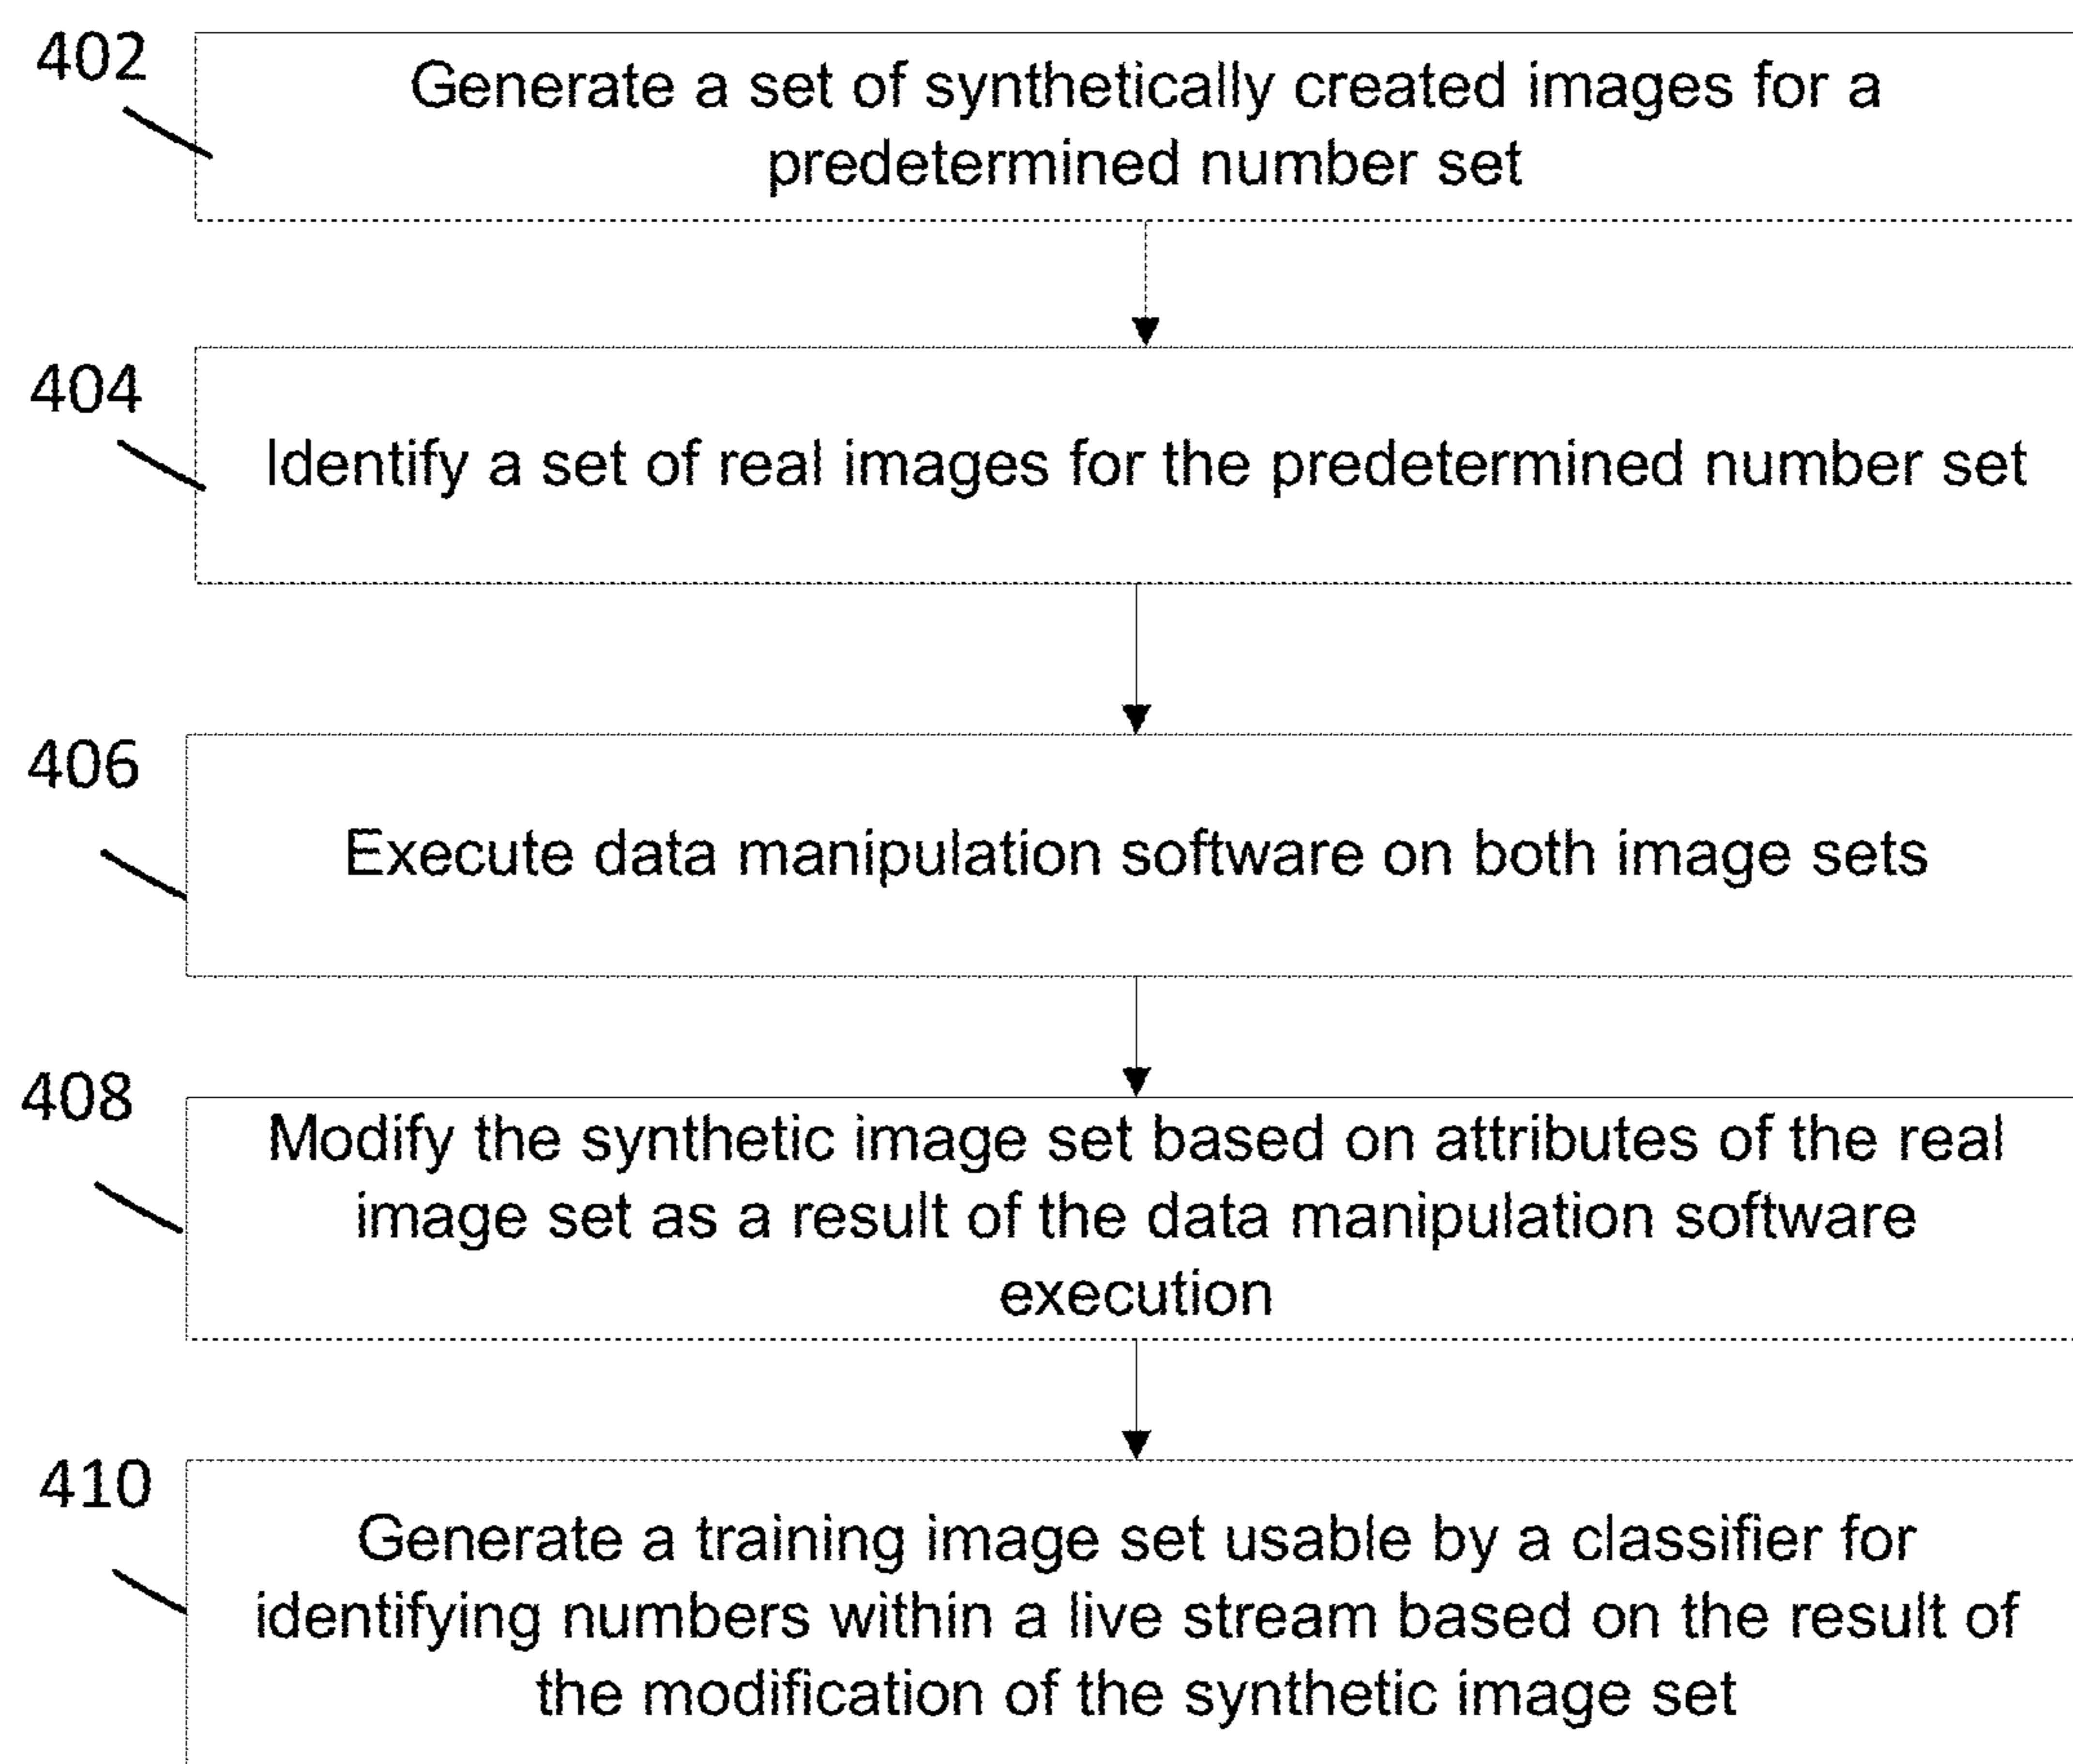 402
Generate a set of synthetically created images for a
predetermined number set
404
Identify a set of real images for the predetermined number set
406
Execute data manipulation software on both image sets
408
Modify the synthetic image set based on attributes of the real
image set as a result of the data manipulation software
execution
410
Generate a training image set usable by a classifier for
identifying numbers within a live stream based on the result of
the modification of the synthetic image set